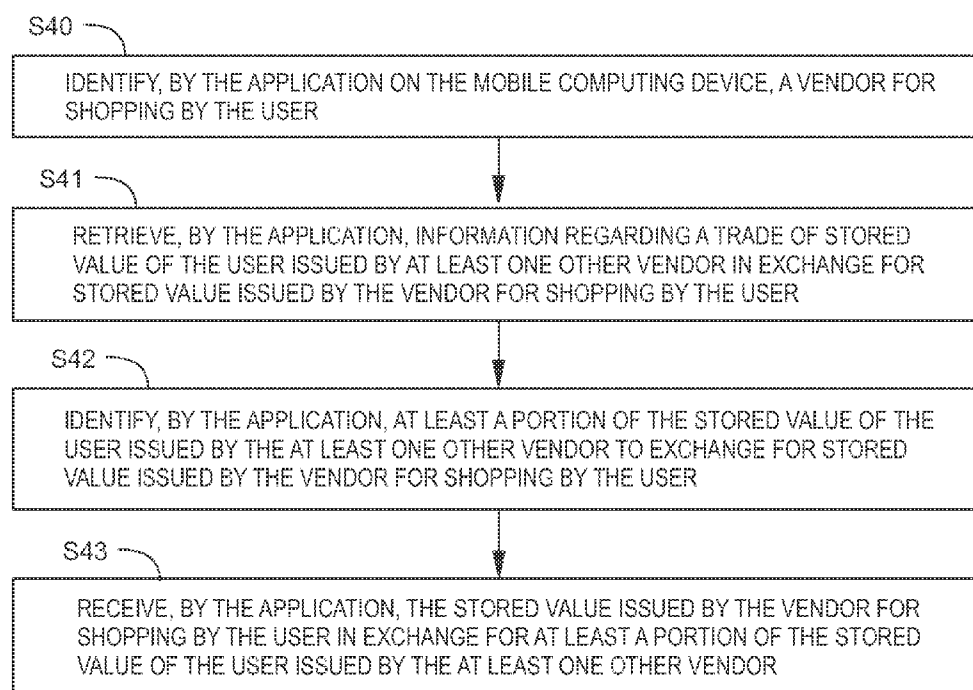 S40
IDENTIFY, BY THE APPLICATION ON THE MOBILE COMPUTING DEVICE, A VENDOR FOR
SHOPPING BY THE USER
S41
RETRIEVE, BY THE APPLICATION, INFORMATION REGARDING A TRADE OF STORED
VALUE OF THE USER ISSUED BY AT LEAST ONE OTHER VENDOR IN EXCHANGE FOR
STORED VALUE ISSUED BY THE VENDOR FOR SHOPPING BY THE USER
S42
IDENTIFY, BY THE APPLICATION, AT LEAST A PORTION OF THE STORED VALUE OF THE
USER ISSUED BY THE AT LEAST ONE OTHER VENDOR TO EXCHANGE FOR STORED
VALUE ISSUED BY THE VENDOR FOR SHOPPING BY THE USER
S43
RECEIVE, BY THE APPLICATION, THE STORED VALUE ISSUED BY THE VENDOR FOR
SHOPPING BY THE USER IN EXCHANGE FOR AT LEAST A PORTION OF THE STORED
VALUE OF THE USER ISSUED BY THE AT LEAST ONE OTHER VENDOR